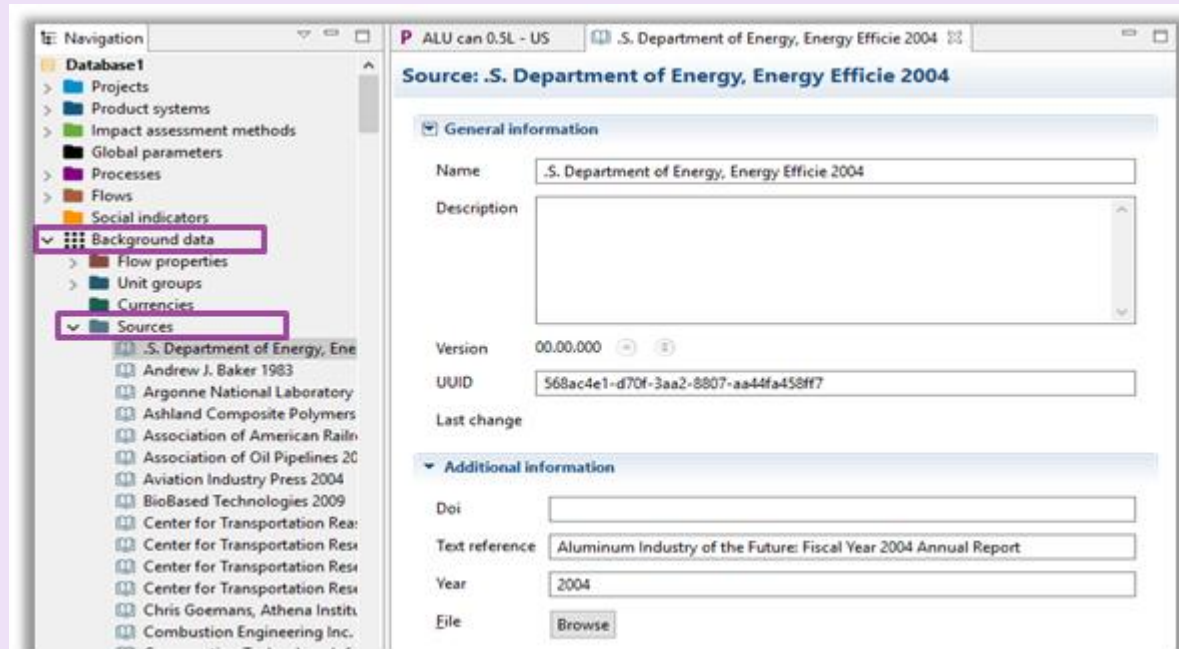 Navigation
Database1
Projects
Product systems
Impact assessment methods
Global parameters
Processes
Flows
Social indicators
Background data
Flow properties
Unit groups
Currencies
Sources
.S. Department of Energy, Ene
Andrew J. Baker 1983
Argonne National Laboratory
Ashland Composite Polymers
Association of American Railr
Association of Oil Pipelines 20
Aviation Industry Press 2004
BioBased Technologies 2009
Center for Transportation Rea
Center for Transportation Rese
Center for Transportation Rese
Center for Transportation Rese
Chris Goemans, Athena Institu
Combustion Engineering Inc.
P ALU can 0.5L - US
.S. Department of Energy, Energy Efficie 2004
Source: .S. Department of Energy, Energy Efficie 2004
General information
Name .S. Department of Energy, Energy Efficie 2004
Description
Version 00.00.000
UUID 568ac4e1-d70f-3aa2-8807-aa44fa458ff7
Last change
Additional information
Doi
Text reference Aluminum Industry of the Future: Fiscal Year 2004 Annual Report
Year 2004
File Browse